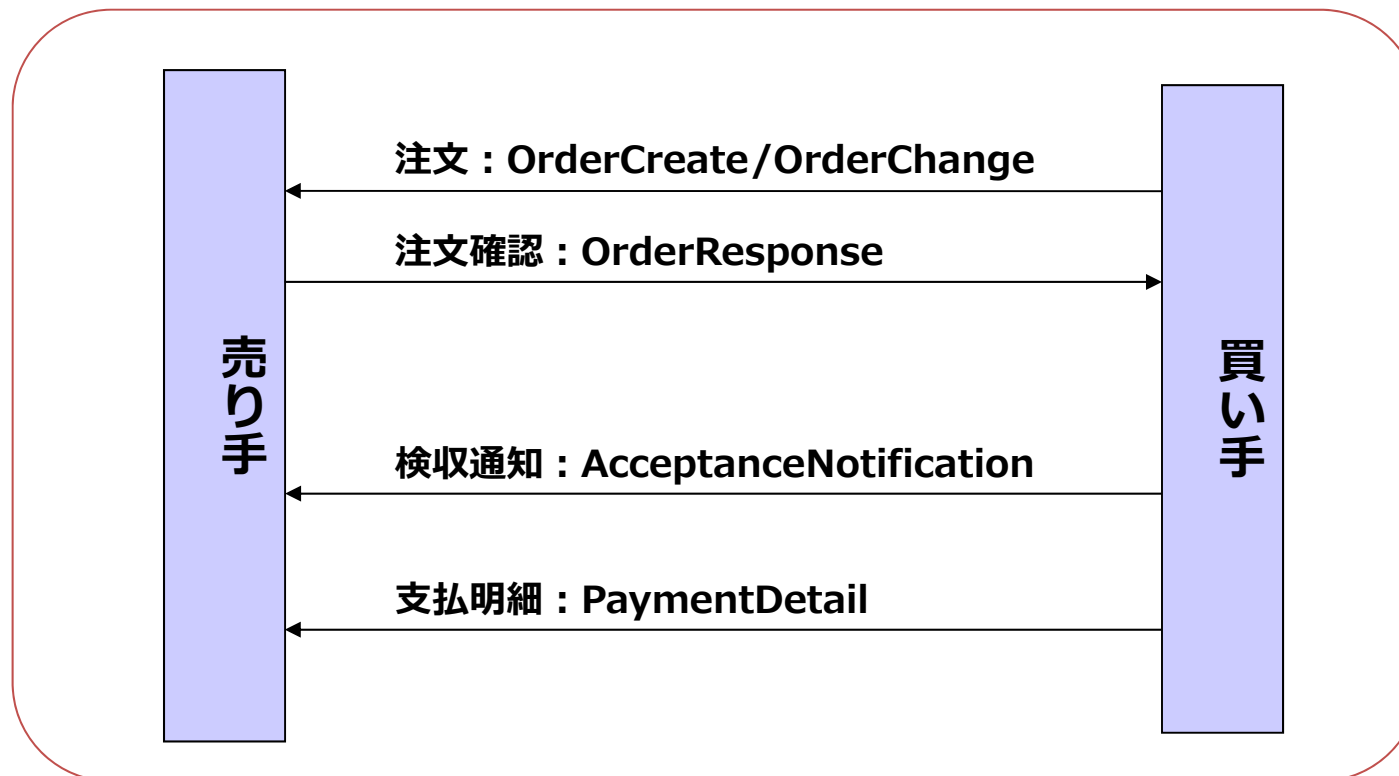 注文：OrderCreate/OrderChange
注文確認：OrderResponse
売り手
買い手
検収通知：AcceptanceNotification
支払明細：PaymentDetail